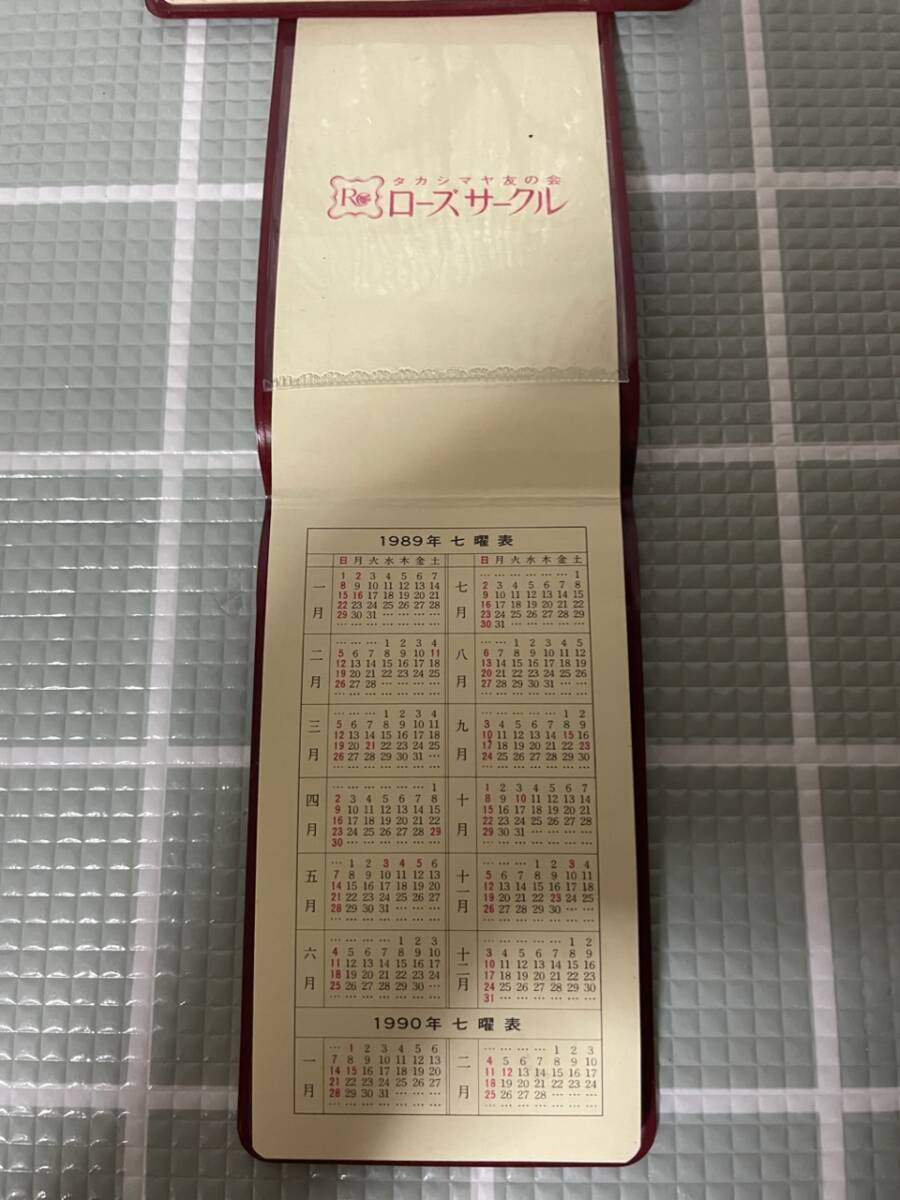 タカシマヤ友の会
R ローズサークル
1989年 七曜表
日 月 火 水 木 金 土
一月
1 2 3 4 5 6 7
8 9 10 11 12 13 14
15 16 17 18 19 20 21
22 23 24 25 26 27 28
29 30 31 … … … …
… … … … … … …
二月
… … … 1 2 3 4
5 6 7 8 9 10 11
12 13 14 15 16 17 18
19 20 21 22 23 24 25
26 27 28 … … … …
… … … … … … …
三月
… … … 1 2 3 4
5 6 7 8 9 10 11
12 13 14 15 16 17 18
19 20 21 22 23 24 25
26 27 28 29 30 31 …
… … … … … … …
四月
… … … … … … 1
2 3 4 5 6 7 8
9 10 11 12 13 14 15
16 17 18 19 20 21 22
23 24 25 26 27 28 29
30 … … … … … …
五月
… 1 2 3 4 5 6
7 8 9 10 11 12 13
14 15 16 17 18 19 20
21 22 23 24 25 26 27
28 29 30 31 … … …
… … … … … … …
六月
… … … … 1 2 3
4 5 6 7 8 9 10
11 12 13 14 15 16 17
18 19 20 21 22 23 24
25 26 27 28 29 30 …
… … … … … … …
日 月 火 水 木 金 土
七月
… … … … … … 1
2 3 4 5 6 7 8
9 10 11 12 13 14 15
16 17 18 19 20 21 22
23 24 25 26 27 28 29
30 31 … … … … …
八月
… … 1 2 3 4 5
6 7 8 9 10 11 12
13 14 15 16 17 18 19
20 21 22 23 24 25 26
27 28 29 30 31 … …
… … … … … … …
九月
… … … … … 1 2
3 4 5 6 7 8 9
10 11 12 13 14 15 16
17 18 19 20 21 22 23
24 25 26 27 28 29 30
… … … … … … …
十月
1 2 3 4 5 6 7
8 9 10 11 12 13 14
15 16 17 18 19 20 21
22 23 24 25 26 27 28
29 30 31 … … … …
… … … … … … …
十一月
… … … 1 2 3 4
5 6 7 8 9 10 11
12 13 14 15 16 17 18
19 20 21 22 23 24 25
26 27 28 29 30 … …
… … … … … … …
十二月
… … … … … 1 2
3 4 5 6 7 8 9
10 11 12 13 14 15 16
17 18 19 20 21 22 23
24 25 26 27 28 29 30
31 … … … … … …
1990年 七曜表
一月
… 1 2 3 4 5 6
7 8 9 10 11 12 13
14 15 16 17 18 19 20
21 22 23 24 25 26 27
28 29 30 31 … … …
… … … … … … …
二月
… … … … 1 2 3
4 5 6 7 8 9 10
11 12 13 14 15 16 17
18 19 20 21 22 23 24
25 26 27 28 … … …
… … … … … … …